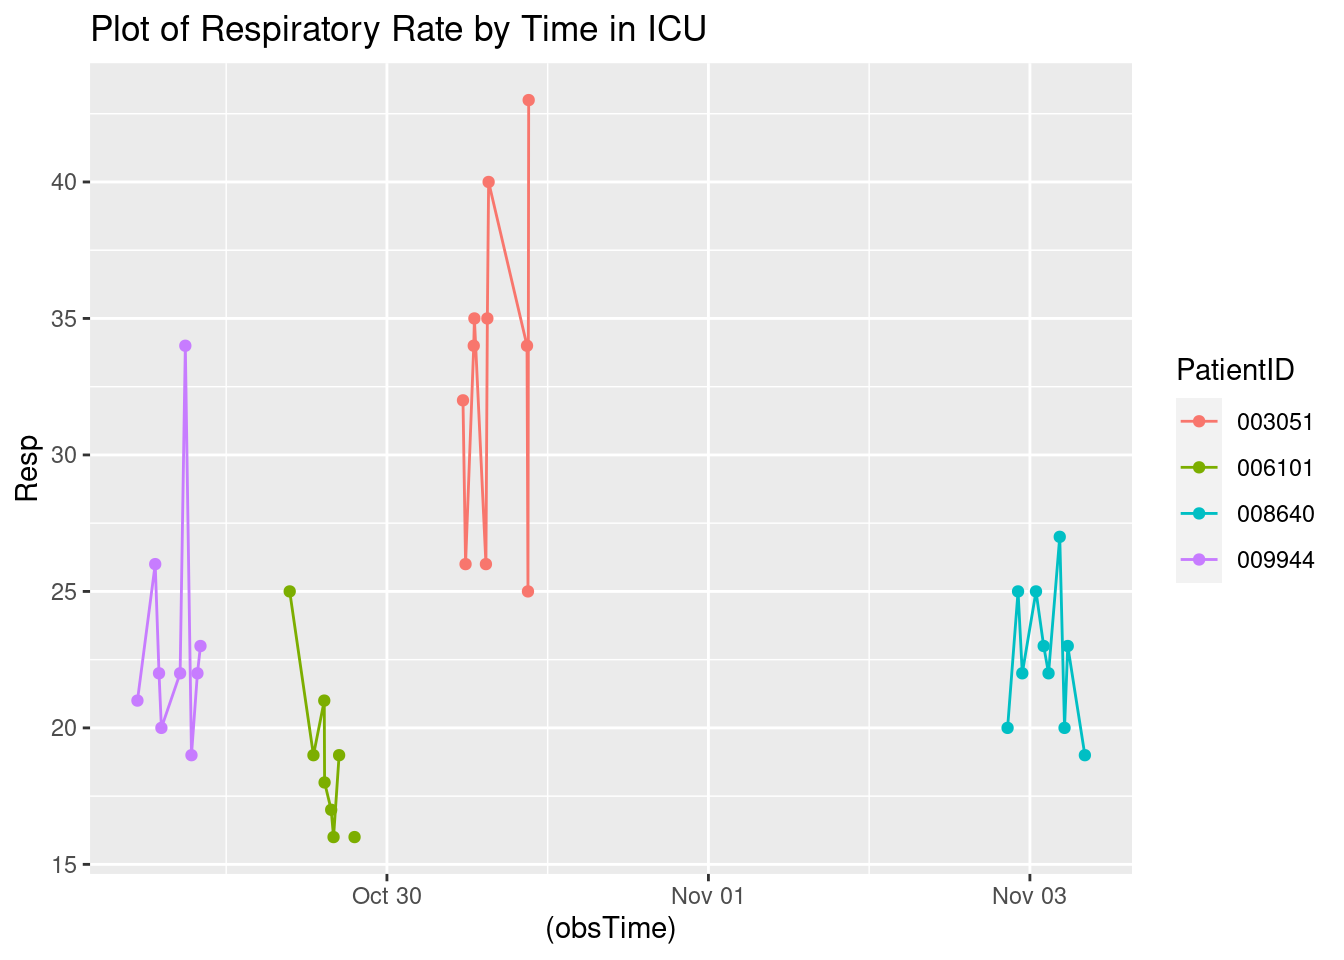 Plot of Respiratory Rate by Time in ICU
Resp
40
35
30
25
20
15
Oct 30
Nov 01
Nov 03
(obsTime)
PatientID
003051
006101
008640
009944